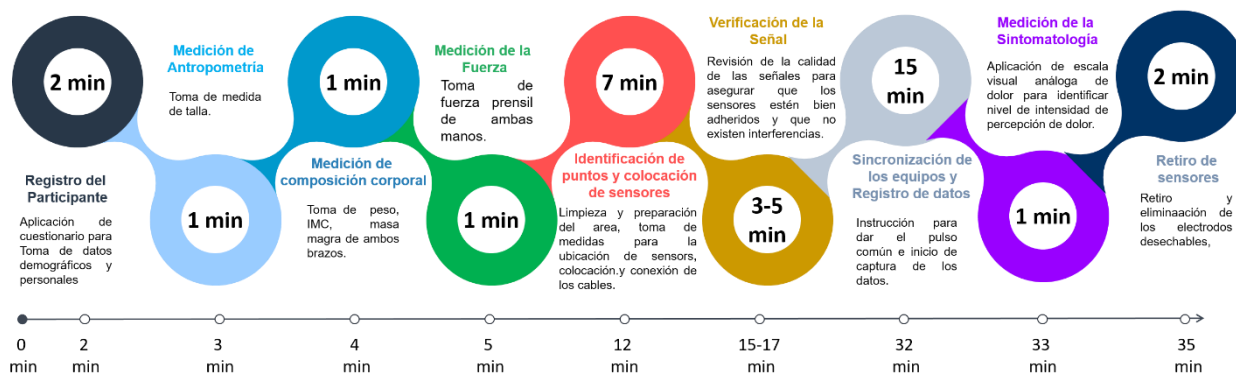 2 min
Registro del
Participante
Aplicación de
cuestionario para
Toma de datos
demográficos y
personales
Medición de
Antropometría
Toma de medida
de talla.
1 min
1 min
Medición de
composición corporal
Toma de peso,
IMC, masa
magra de ambos
brazos.
Medición de la
Fuerza
Toma de
fuerza prensil
de ambas
manos.
1 min
7 min
Identificación de
puntos y colocación
de sensores
Limpieza y preparación
del area, toma de
medidas para la
ubicación de sensors,
colocación.y conexión de
los cables.
Verificación de la
Señal
Revisión de la calidad
de las señales para
asegurar que los
sensores estén bien
adheridos y que no
existen interferencias.
3-5
min
15
min
Sincronización de
los equipos y
Registro de datos
Instrucción para
dar el pulso
común e inicio de
captura de los
datos.
Medición de la
Sintomatología
Aplicación de escala
visual análoga de
dolor para identificar
nivel de intensidad de
percepción de dolor.
1 min
2 min
Retiro de
sensores
Retiro y
eliminaación de
los electrodos
desechables,
0
min
2
min
3
min
4
min
5
min
12
min
15-17
min
32
min
33
min
35
min